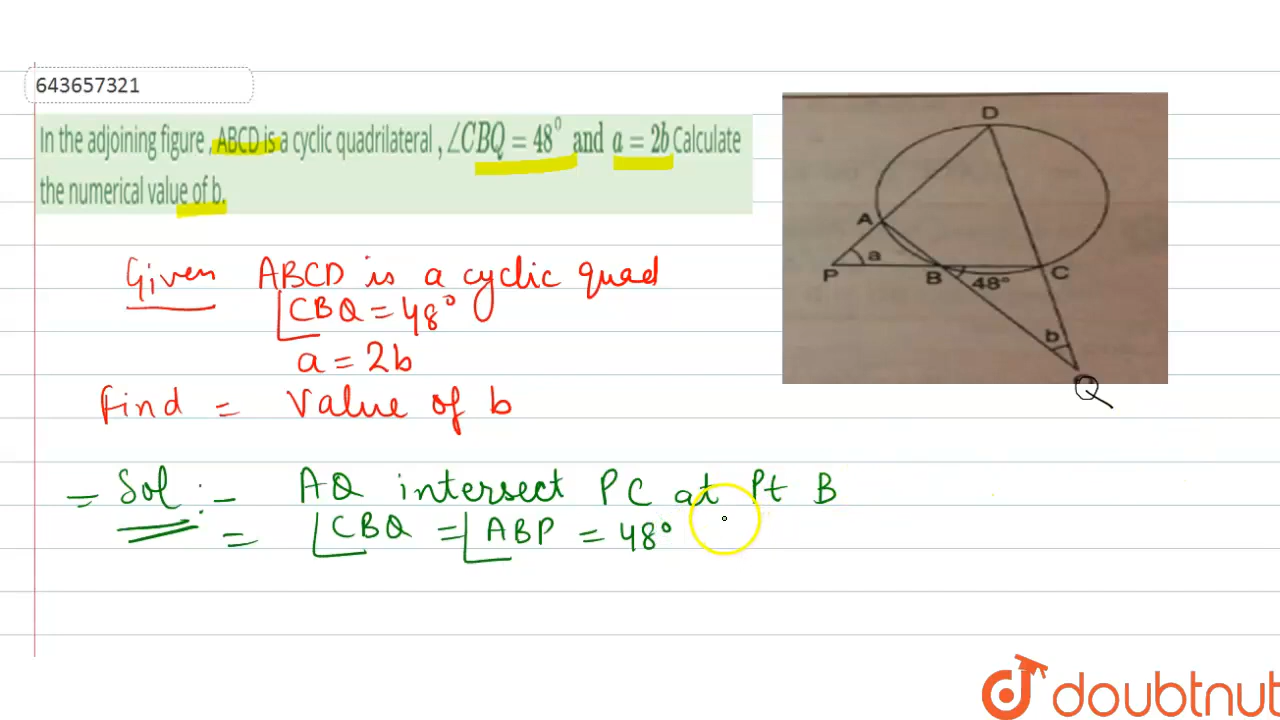 643657321
In the adjoining figure , ABCD is a cyclic quadrilateral , ∠CBQ = 48° and a = 2b Calculate
the numerical value of b.
D
A
P
a
B
48°
C
b
Q
Given ABCD is a cyclic quad
∠CBQ = 48°
a = 2b
Find = Value of b
= Sol :- AQ intersect PC at Pt B
= ∠CBQ = ∠ABP = 48°
doubtnut